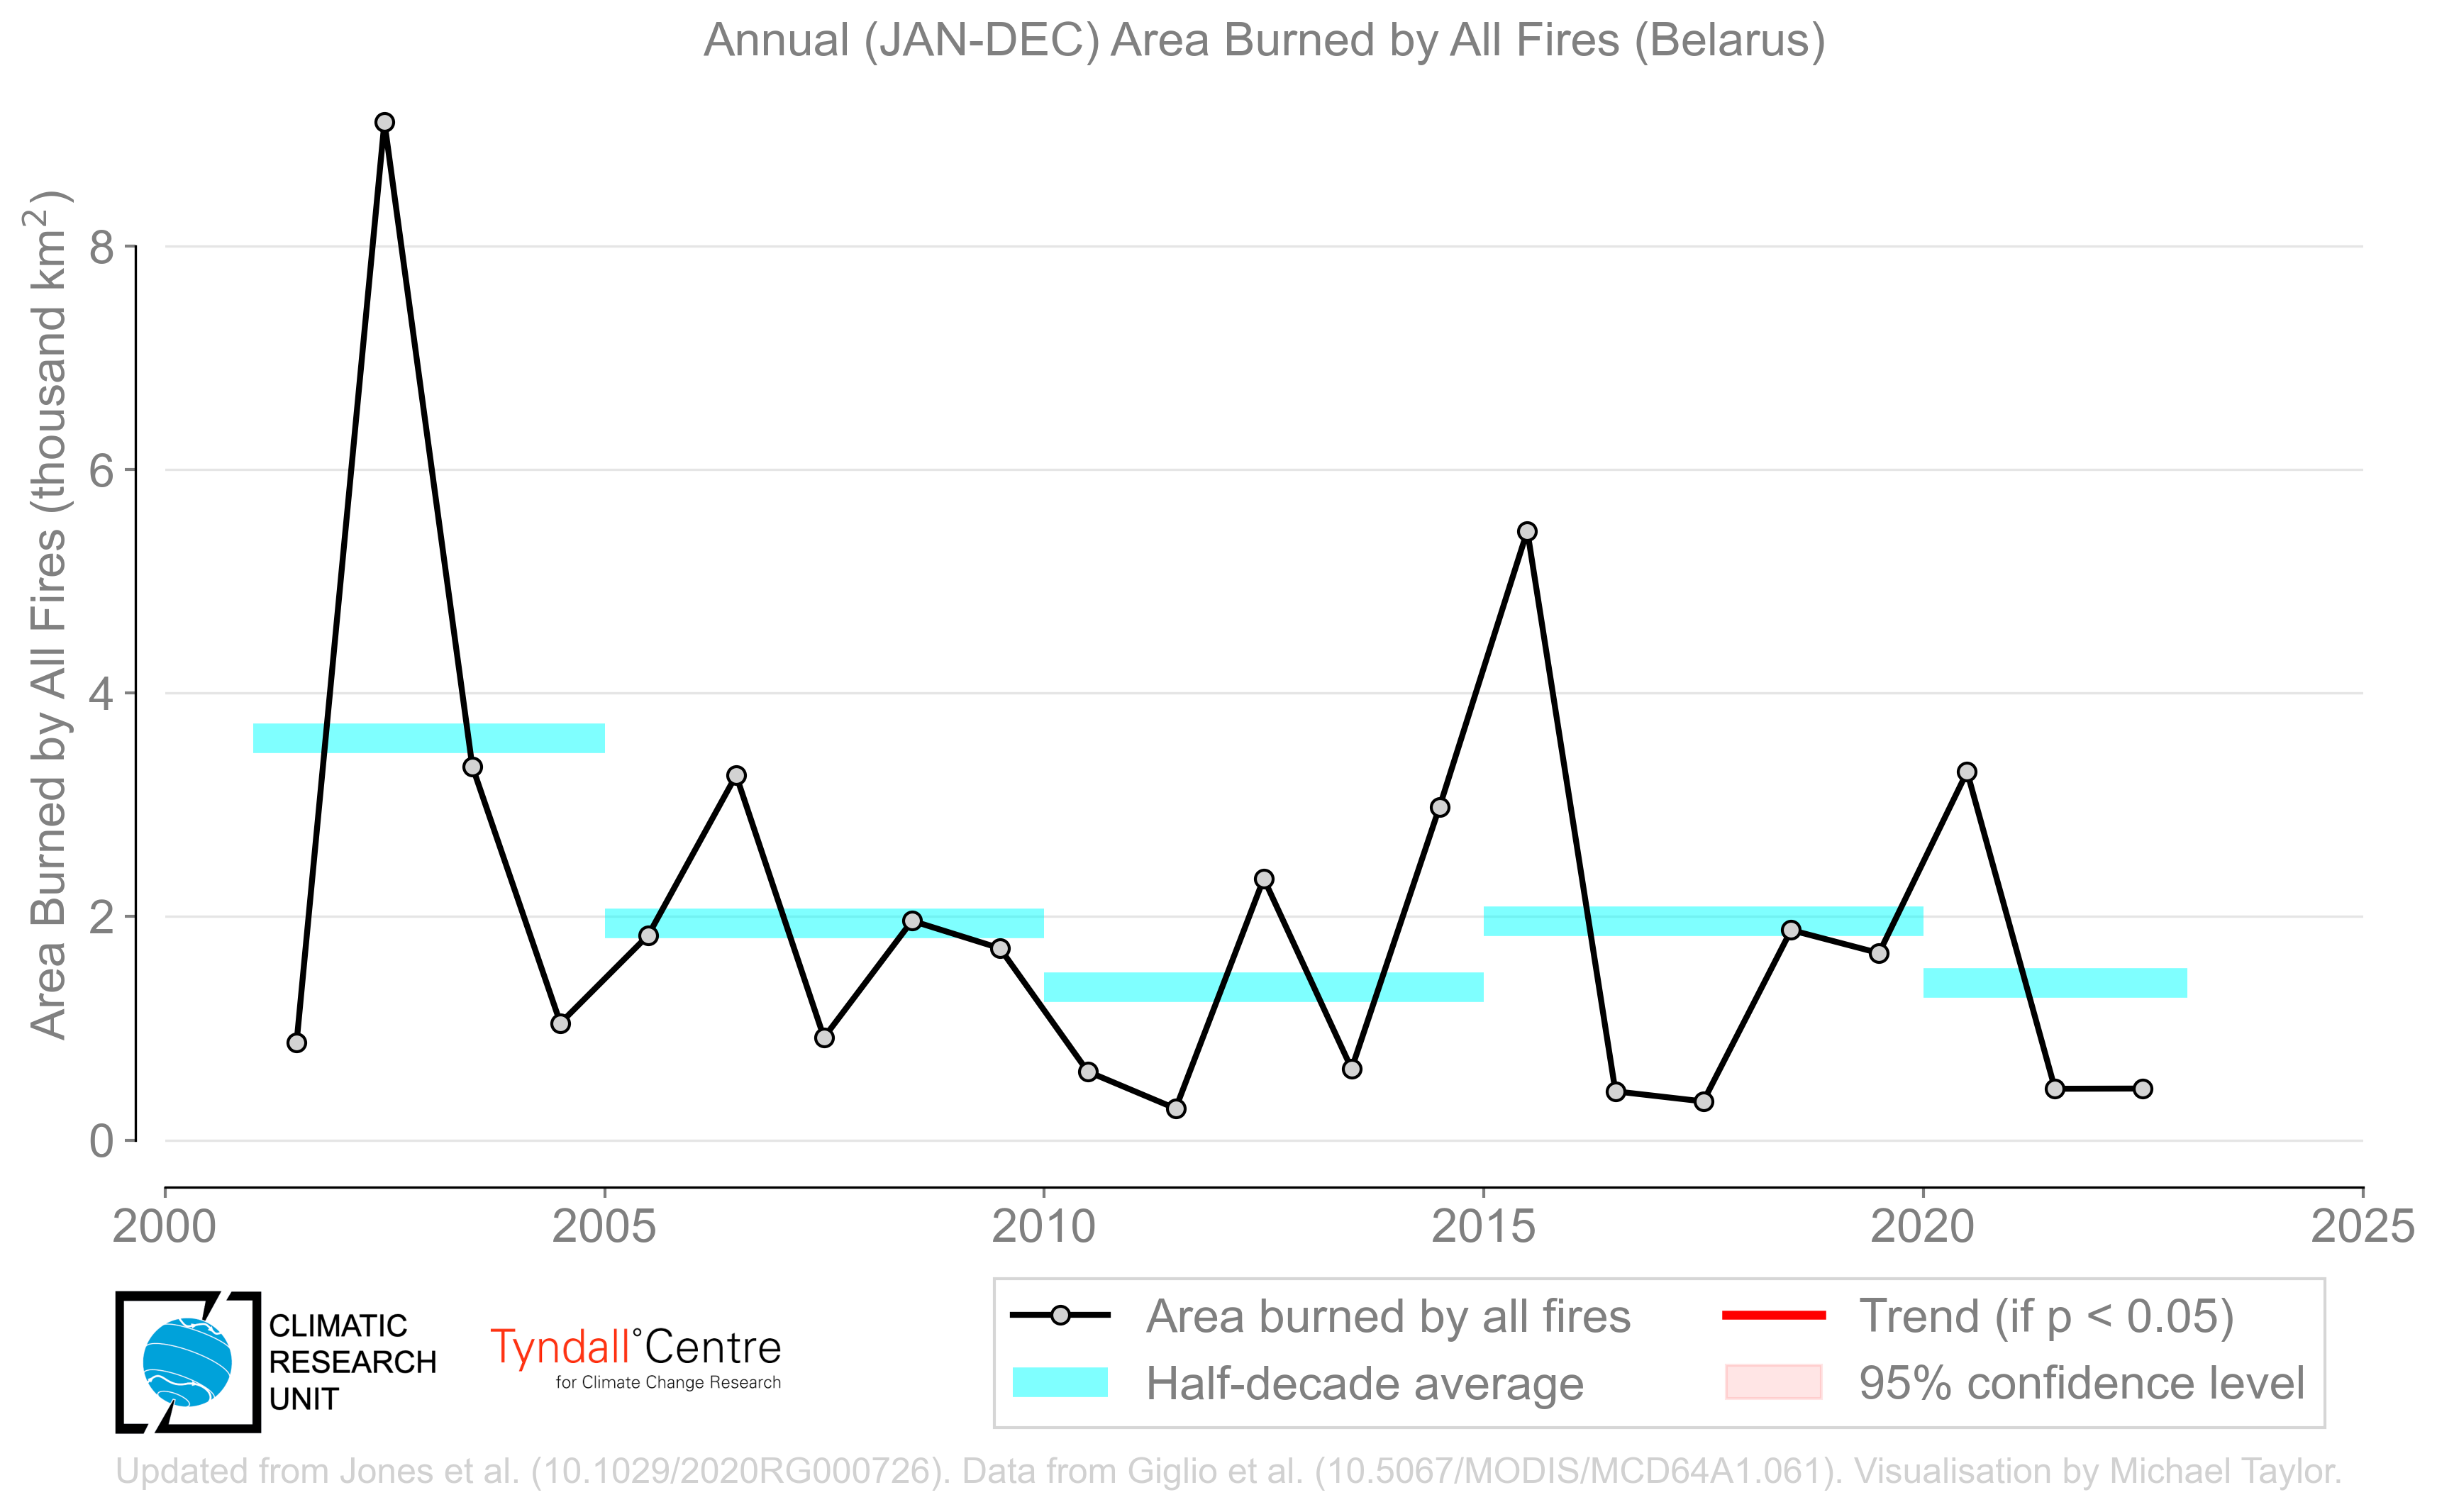 Annual (JAN-DEC) Area Burned by All Fires (Belarus)
Area Burned by All Fires (thousand km²)
8
6
4
2
0
2000 2005 2010 2015 2020 2025
CLIMATIC
RESEARCH
UNIT
Tyndall°Centre
for Climate Change Research
Area burned by all fires
Half-decade average
Trend (if p < 0.05)
95% confidence level
Updated from Jones et al. (10.1029/2020RG000726). Data from Giglio et al. (10.5067/MODIS/MCD64A1.061). Visualisation by Michael Taylor.